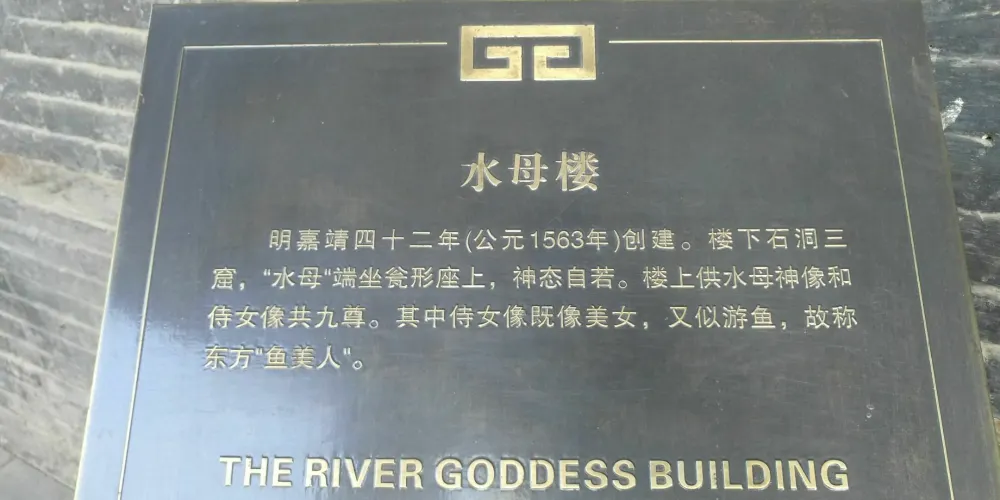 水母楼
明嘉靖四十二年(公元1563年)创建。楼下石洞三
窟，"水母"端坐瓮形座上，神态自若。楼上供水母神像和
侍女像共九尊。其中侍女像既像美女，又似游鱼，故称
东方"鱼美人"。
THE RIVER GODDESS BUILDING